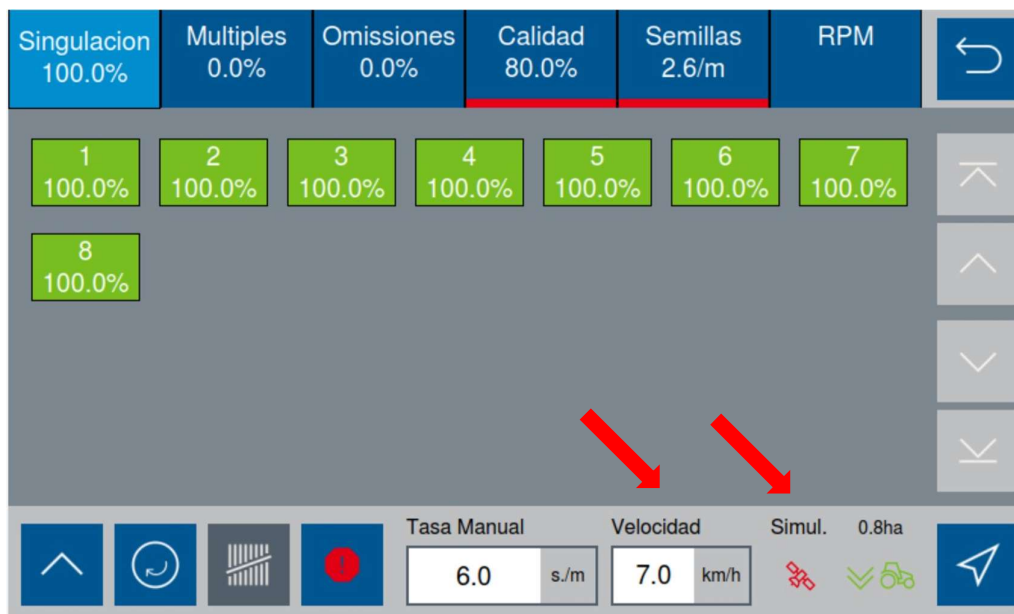 Singulacion
100.0%
Multiples
0.0%
Omissiones
0.0%
Calidad
80.0%
Semillas
2.6/m
RPM
1
100.0%
2
100.0%
3
100.0%
4
100.0%
5
100.0%
6
100.0%
7
100.0%
8
100.0%
Tasa Manual
6.0 s./m
Velocidad
7.0 km/h
Simul.
0.8ha